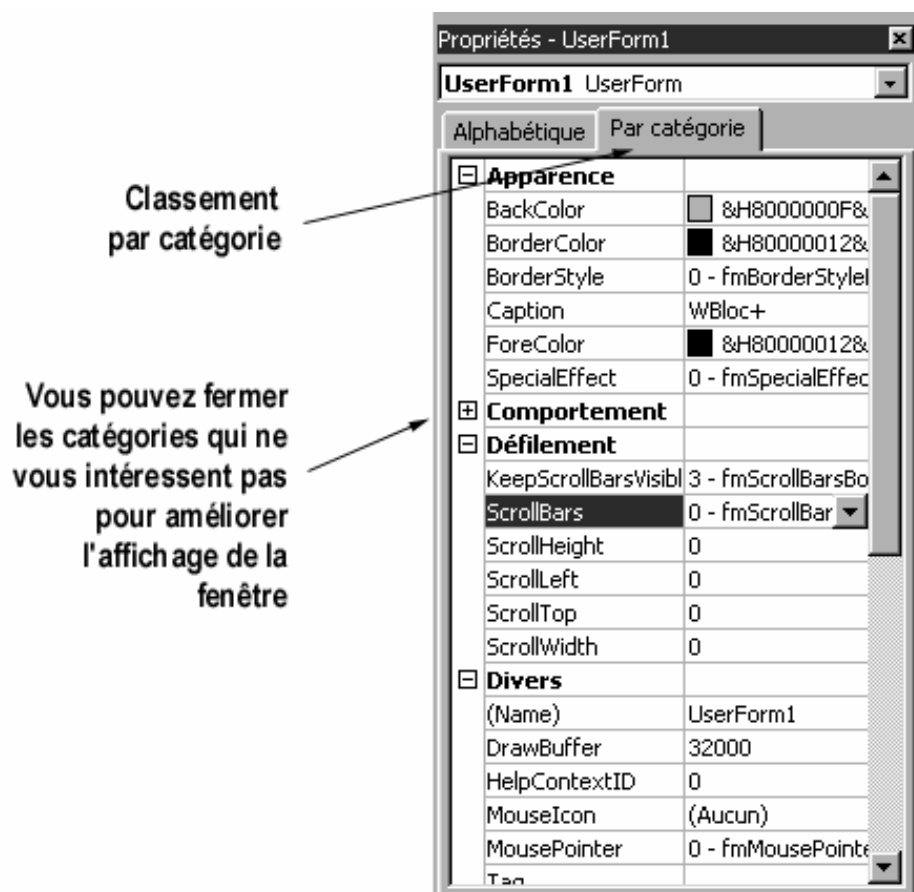 Propriétés - UserForm1
UserForm1 UserForm
Alphabétique Par catégorie
Classement
par catégorie
Vous pouvez fermer
les catégories qui ne
vous intéressent pas
pour améliorer
l'affichage de la
fenêtre
Apparence
BackColor &H8000000F&
BorderColor &H80000012&
BorderStyle 0 - fmBorderStyle
Caption WBloc+
ForeColor &H80000012&
SpecialEffect 0 - fmSpecialEffec
Comportement
Défilement
KeepScrollBarsVisibl 3 - fmScrollBarsBo
ScrollBars 0 - fmScrollBar
ScrollHeight 0
ScrollLeft 0
ScrollTop 0
ScrollWidth 0
Divers
(Name) UserForm1
DrawBuffer 32000
HelpContextID 0
MouseIcon (Aucun)
MousePointer 0 - fmMousePointe
Tag